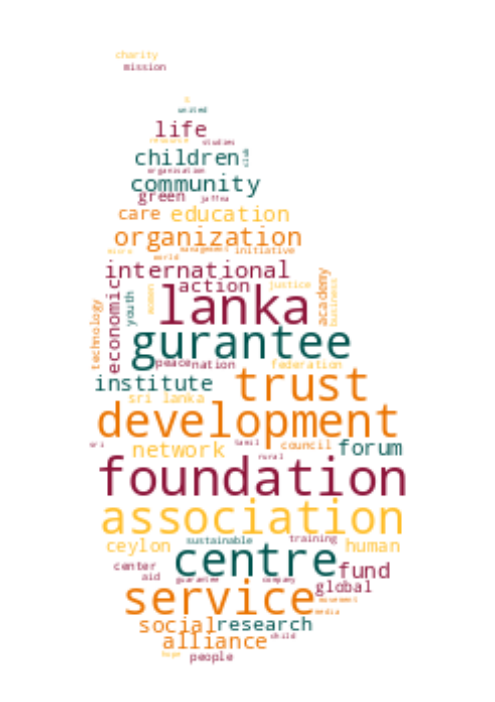 charity
mission
united
life
studies
children
organisation
community
green
jaffna
care education
organization
management initiative
world
international
action justice
economic
youth
women
technology
academy
business
lanka
gurantee
peace nation federation
institute trust
sri lanka
development
sri
network tamil council forum
rural
foundation
association
ceylon sustainable training human
centre
center fund
aid guarantee company global
service
movement
media
social research
alliance child
hope people